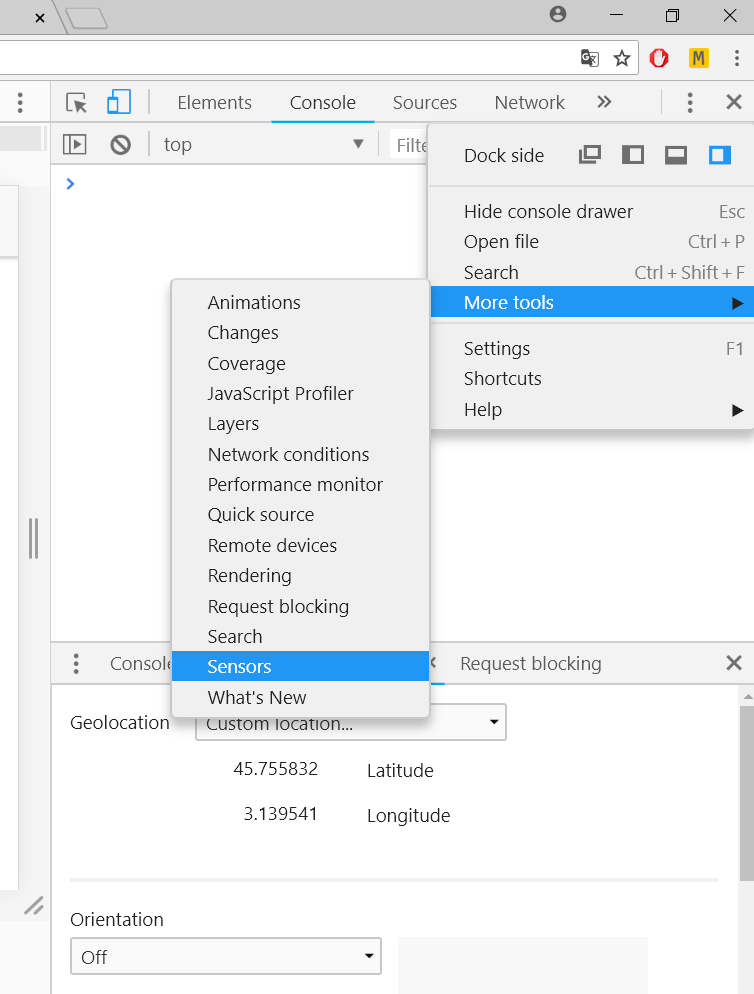 M
Elements Console Sources Network
top Filte
Dock side
Hide console drawer Esc
Open file Ctrl + P
Search Ctrl + Shift + F
More tools
Settings F1
Shortcuts
Help
Animations
Changes
Coverage
JavaScript Profiler
Layers
Network conditions
Performance monitor
Quick source
Remote devices
Rendering
Request blocking
Search
Sensors
What's New
Console Request blocking
Geolocation Custom location...
45.755832 Latitude
3.139541 Longitude
Orientation
Off